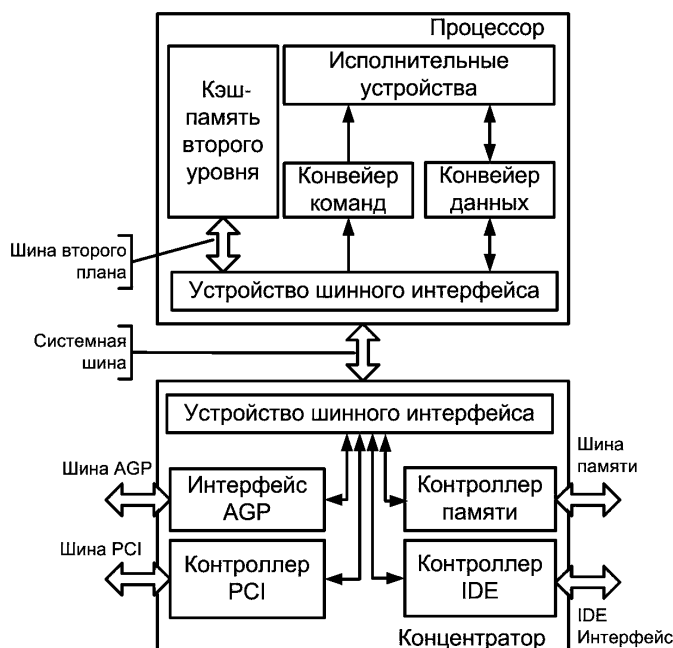 Процессор
Кэш-
память
второго
уровня
Исполнительные
устройства
Конвейер
команд
Конвейер
данных
Шина второго
плана
Устройство шинного интерфейса
Системная
шина
Устройство шинного интерфейса
Шина AGP
Интерфейс
AGP
Контроллер
памяти
Шина
памяти
Шина PCI
Контроллер
PCI
Контроллер
IDE
IDE
Интерфейс
Концентратор